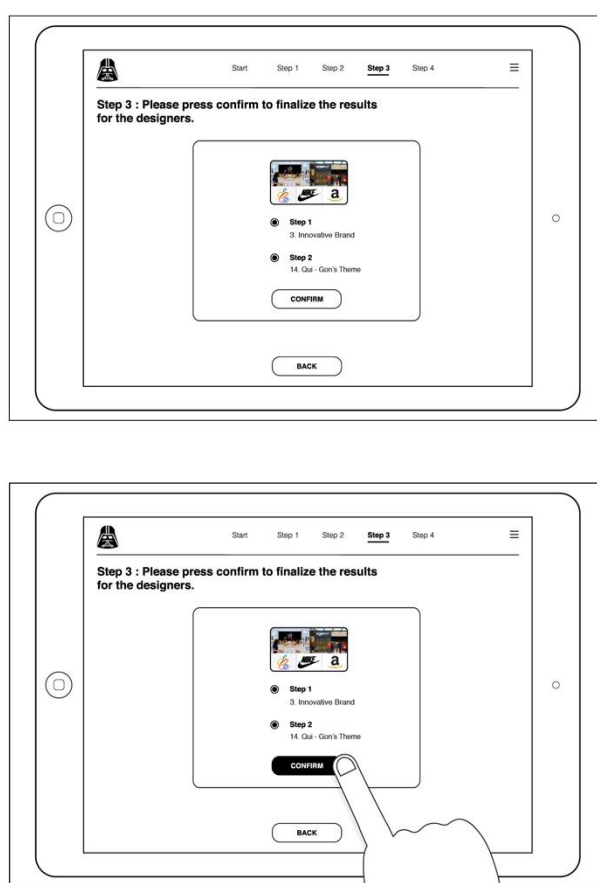 Start Step 1 Step 2 Step 3 Step 4
Step 3 : Please press confirm to finalize the results
for the designers.
NIKE
a
Step 1
3. Innovative Brand
Step 2
14. Qui - Gon's Theme
CONFIRM
BACK
Start Step 1 Step 2 Step 3 Step 4
Step 3 : Please press confirm to finalize the results
for the designers.
NIKE
a
Step 1
3. Innovative Brand
Step 2
14. Qui - Gon's Theme
CONFIRM
BACK